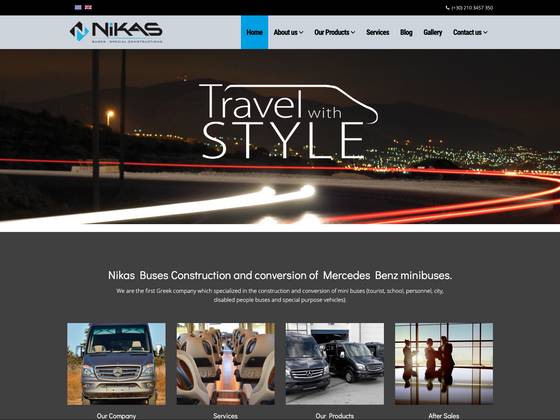 (+30) 210 3457 350
NiKAS
BUSES - SPECIAL CONSTRUCTIONS
Home
About us
Our Products
Services
Blog
Gallery
Contact us
Travel with
STYLE
Nikas Buses Construction and conversion of Mercedes Benz minibuses.
We are the first Greek company which specialized in the construction and conversion of mini buses (tourist, school, personnel, city,
disabled people buses and special purpose vehicles)
Our Company
Services
Our Products
After Sales